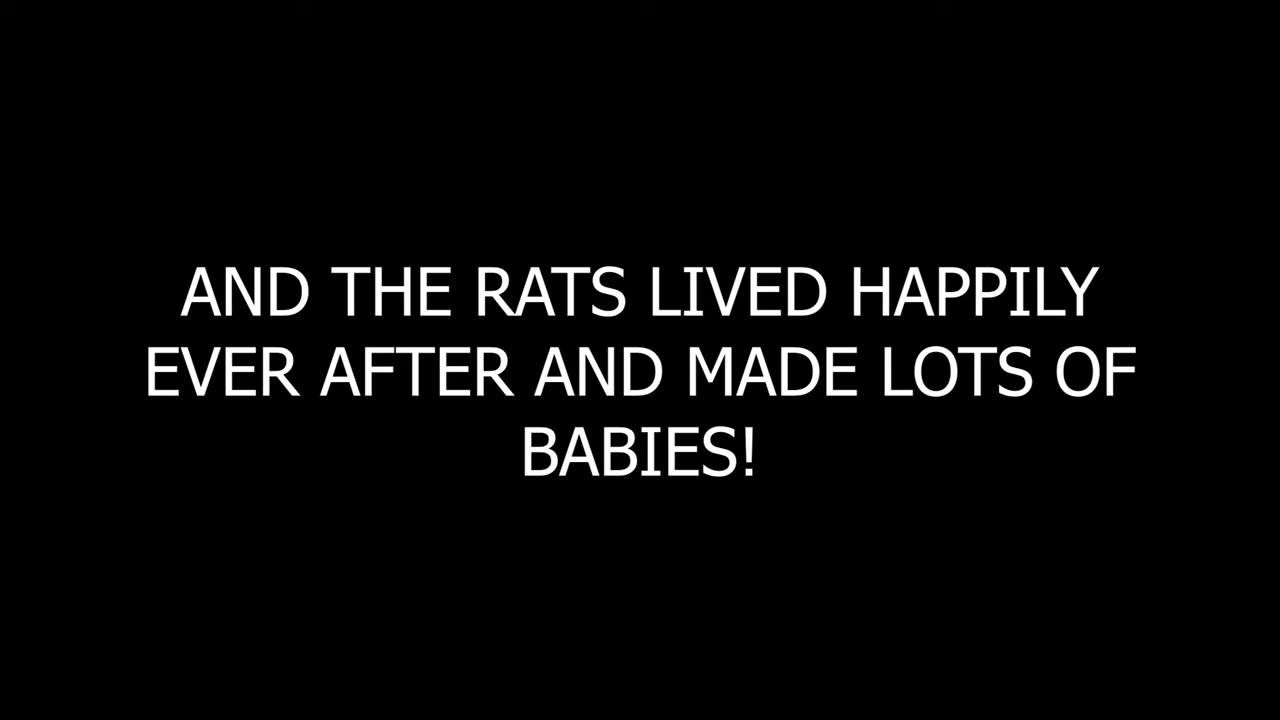 AND THE RATS LIVED HAPPILY
EVER AFTER AND MADE LOTS OF
BABIES!